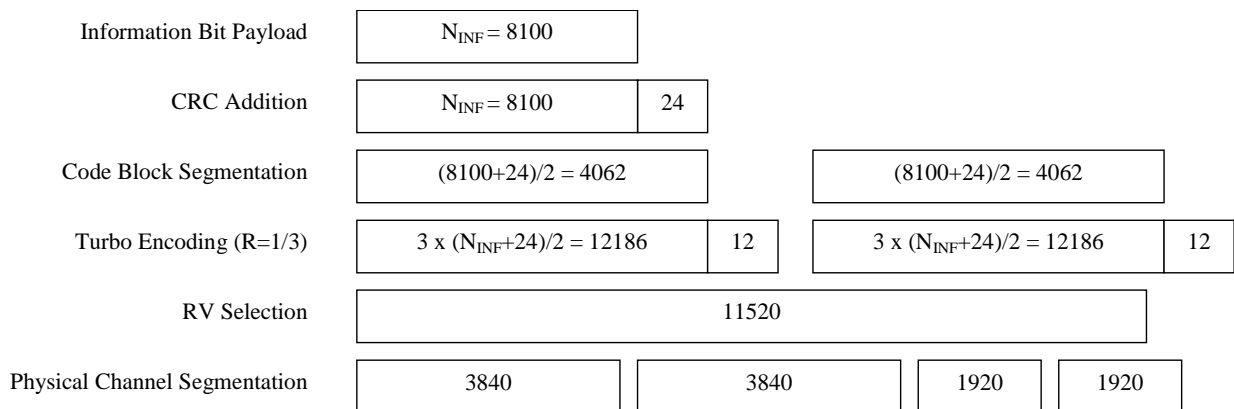 Information Bit Payload N_INF = 8100
CRC Addition N_INF = 8100 24
Code Block Segmentation (8100+24)/2 = 4062 (8100+24)/2 = 4062
Turbo Encoding (R=1/3) 3 x (N_INF+24)/2 = 12186 12 3 x (N_INF+24)/2 = 12186 12
RV Selection 11520
Physical Channel Segmentation 3840 3840 1920 1920